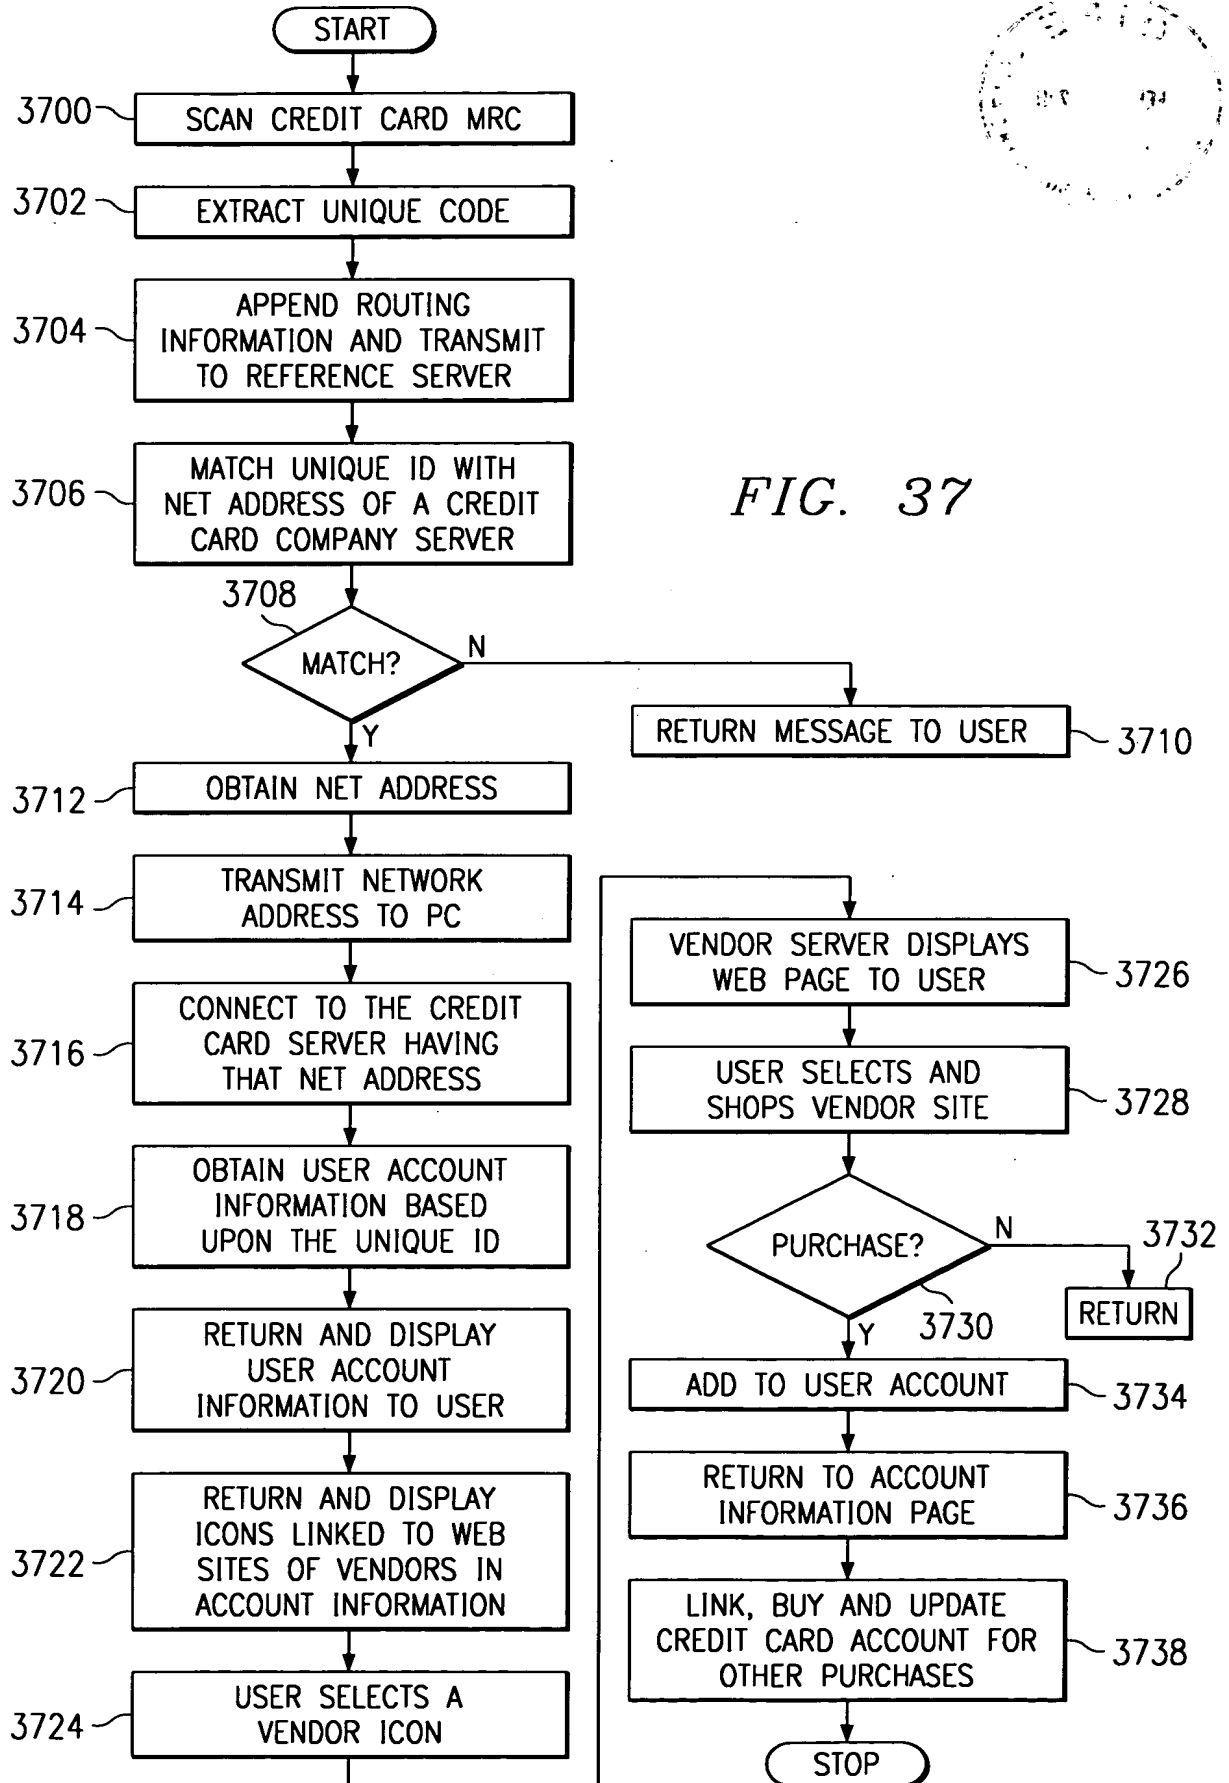 START
3700
SCAN CREDIT CARD MRC
3702
EXTRACT UNIQUE CODE
3704
APPEND ROUTING
INFORMATION AND TRANSMIT
TO REFERENCE SERVER
3706
MATCH UNIQUE ID WITH
NET ADDRESS OF A CREDIT
CARD COMPANY SERVER
FIG. 37
3708
MATCH?
N
Y
RETURN MESSAGE TO USER
3710
3712
OBTAIN NET ADDRESS
3714
TRANSMIT NETWORK
ADDRESS TO PC
3716
CONNECT TO THE CREDIT
CARD SERVER HAVING
THAT NET ADDRESS
3718
OBTAIN USER ACCOUNT
INFORMATION BASED
UPON THE UNIQUE ID
3720
RETURN AND DISPLAY
USER ACCOUNT
INFORMATION TO USER
3722
RETURN AND DISPLAY
ICONS LINKED TO WEB
SITES OF VENDORS IN
ACCOUNT INFORMATION
3724
USER SELECTS A
VENDOR ICON
VENDOR SERVER DISPLAYS
WEB PAGE TO USER
3726
USER SELECTS AND
SHOPS VENDOR SITE
3728
PURCHASE?
N
3732
RETURN
3730
Y
ADD TO USER ACCOUNT
3734
RETURN TO ACCOUNT
INFORMATION PAGE
3736
LINK, BUY AND UPDATE
CREDIT CARD ACCOUNT FOR
OTHER PURCHASES
3738
STOP